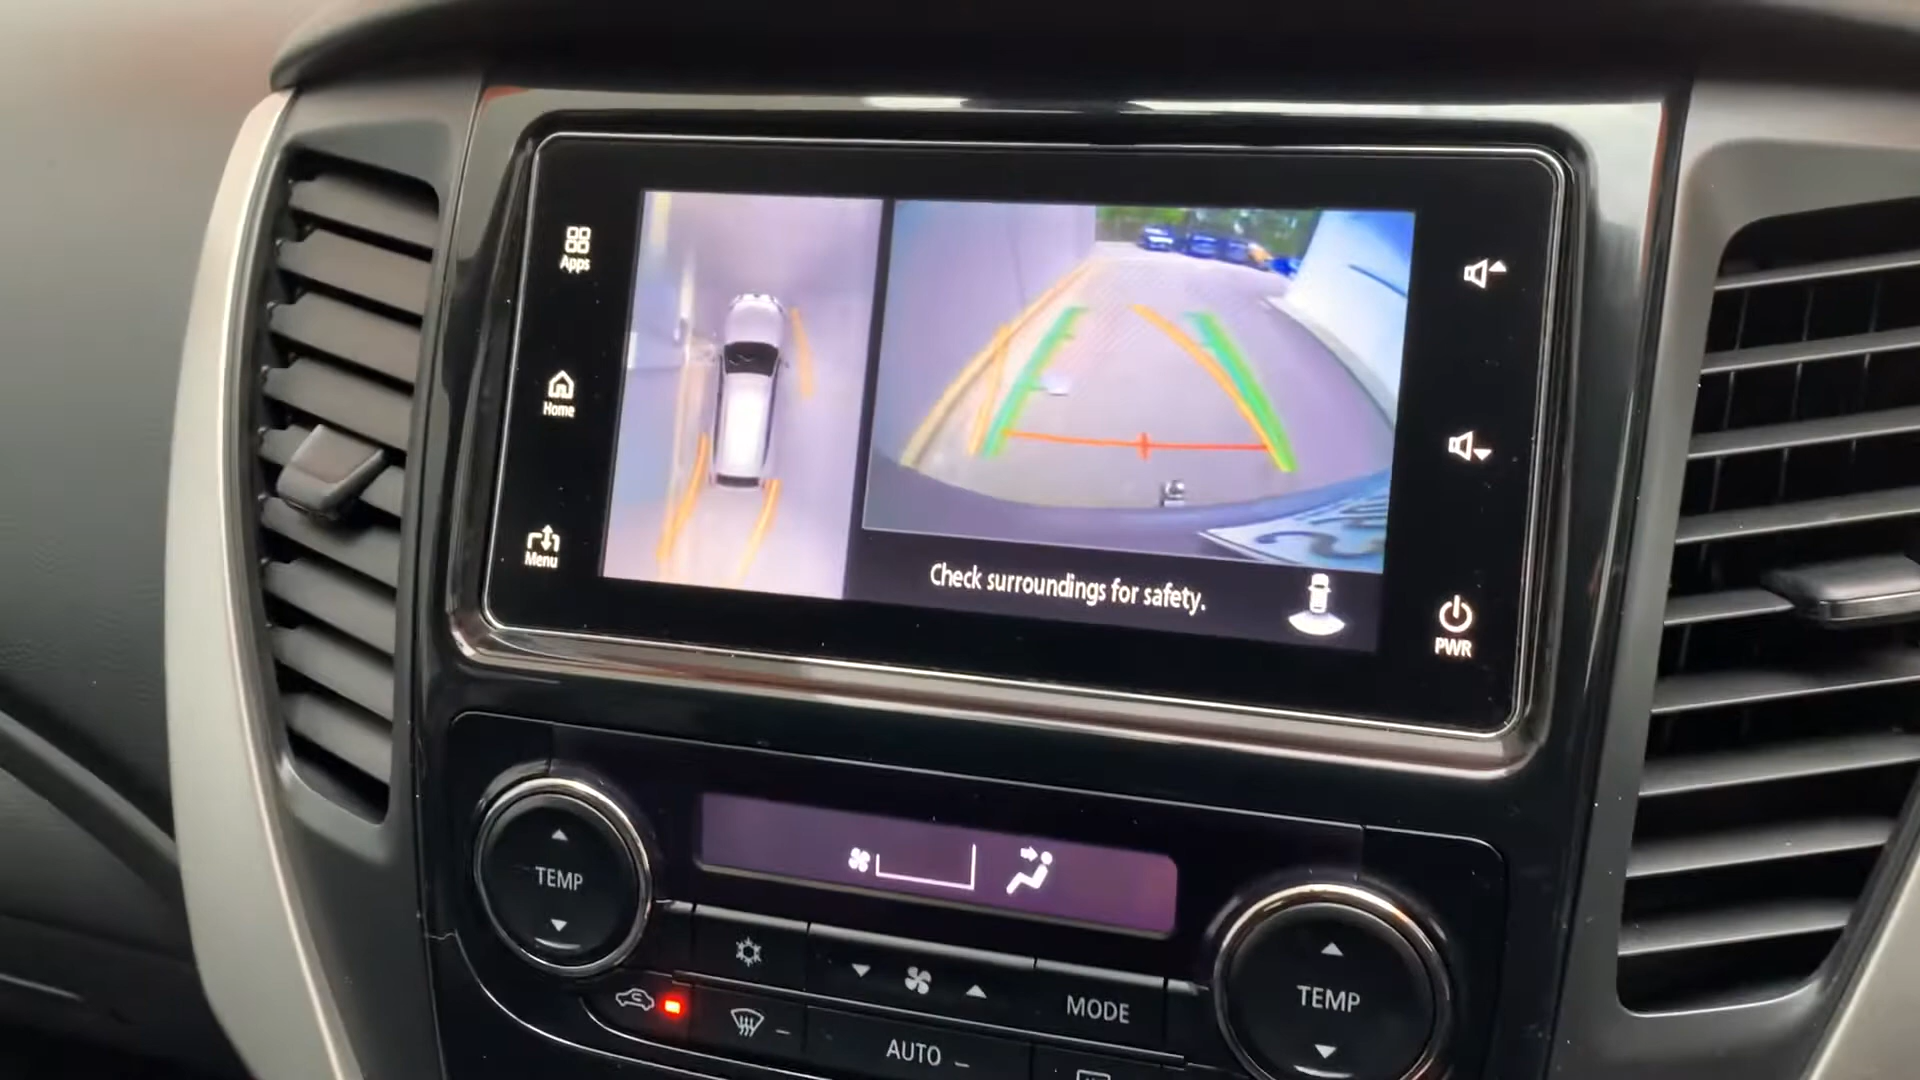 Apps
Home
Menu
Check surroundings for safety.
PWR
TEMP
TEMP
MODE
AUTO